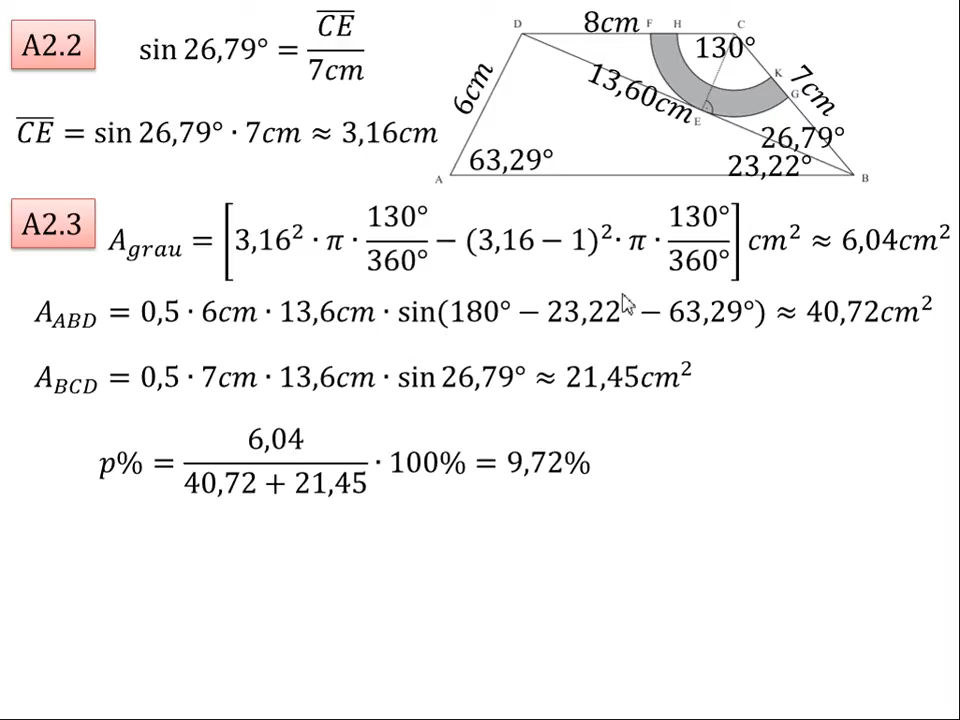 A2.2
sin 26,79° = CE / 7cm
CE = sin 26,79° · 7cm ≈ 3,16cm
D 8cm F H C
130°
6cm
13,60cm
7cm
K
G
E
26,79°
63,29°
23,22°
A
B
A2.3
A_grau = [3,16² · π · 130°/360° − (3,16 − 1)² · π · 130°/360°] cm² ≈ 6,04cm²
A_ABD = 0,5 · 6cm · 13,6cm · sin(180° − 23,22° − 63,29°) ≈ 40,72cm²
A_BCD = 0,5 · 7cm · 13,6cm · sin 26,79° ≈ 21,45cm²
p% = 6,04 / 40,72 + 21,45 · 100% = 9,72%